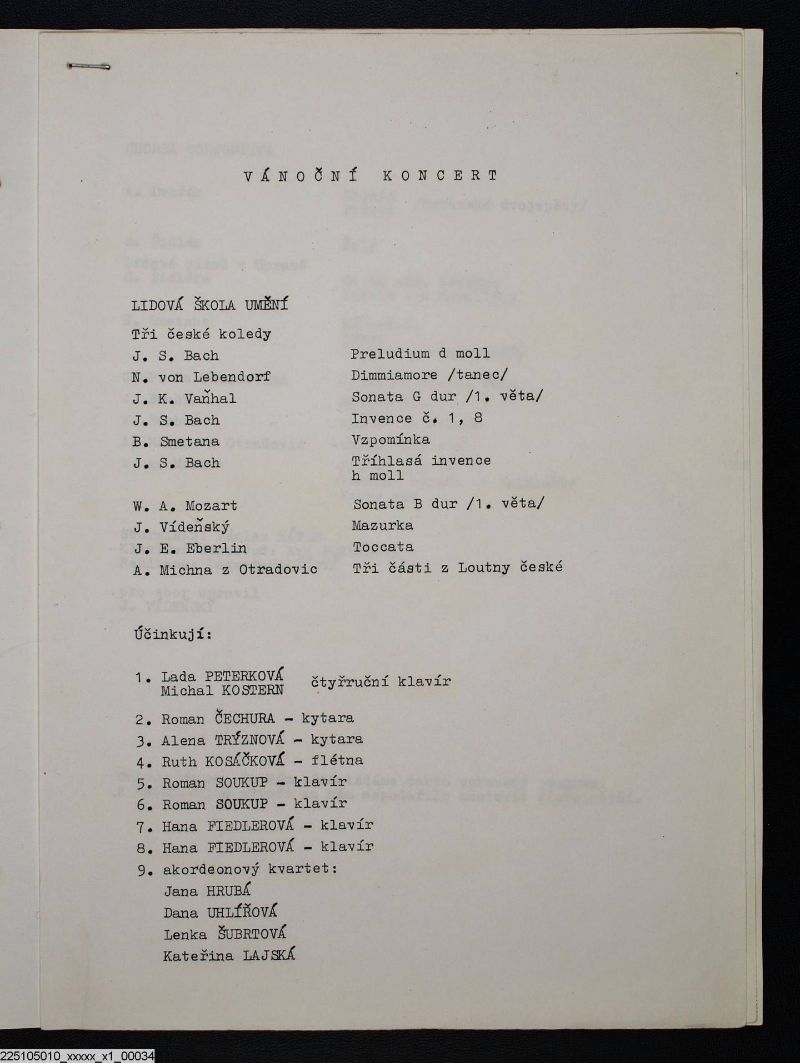 VÁNOČNÍ KONCERT
LIDOVÁ ŠKOLA UMĚNÍ
Tři české koledy
J. S. Bach Preludium d moll
N. von Lebendorf Dimmiamore /tanec/
J. K. Vaňhal Sonata G dur /1. věta/
J. S. Bach Invence č. 1, 8
B. Smetana Vzpomínka
J. S. Bach Tříhlasá invence
h moll
W. A. Mozart Sonata B dur /1. věta/
J. Vídeňský Mazurka
J. E. Eberlin Toccata
A. Michna z Otradovic Tři části z Loutny české
Účinkují:
1. Lada PETERKOVÁ čtyřruční klavír
Michal KOSTERN
2. Roman ČECHURA - kytara
3. Alena TRÝZNOVÁ - kytara
4. Ruth KOSÁČKOVÁ - flétna
5. Roman SOUKUP - klavír
6. Roman SOUKUP - klavír
7. Hana FIEDLEROVÁ - klavír
8. Hana FIEDLEROVÁ - klavír
9. akordeonový kvartet:
Jana HRUBÁ
Dana UHLÍŘOVÁ
Lenka ŠUBRTOVÁ
Kateřina LAJSKÁ
225105010_xxxxx_x1_00034